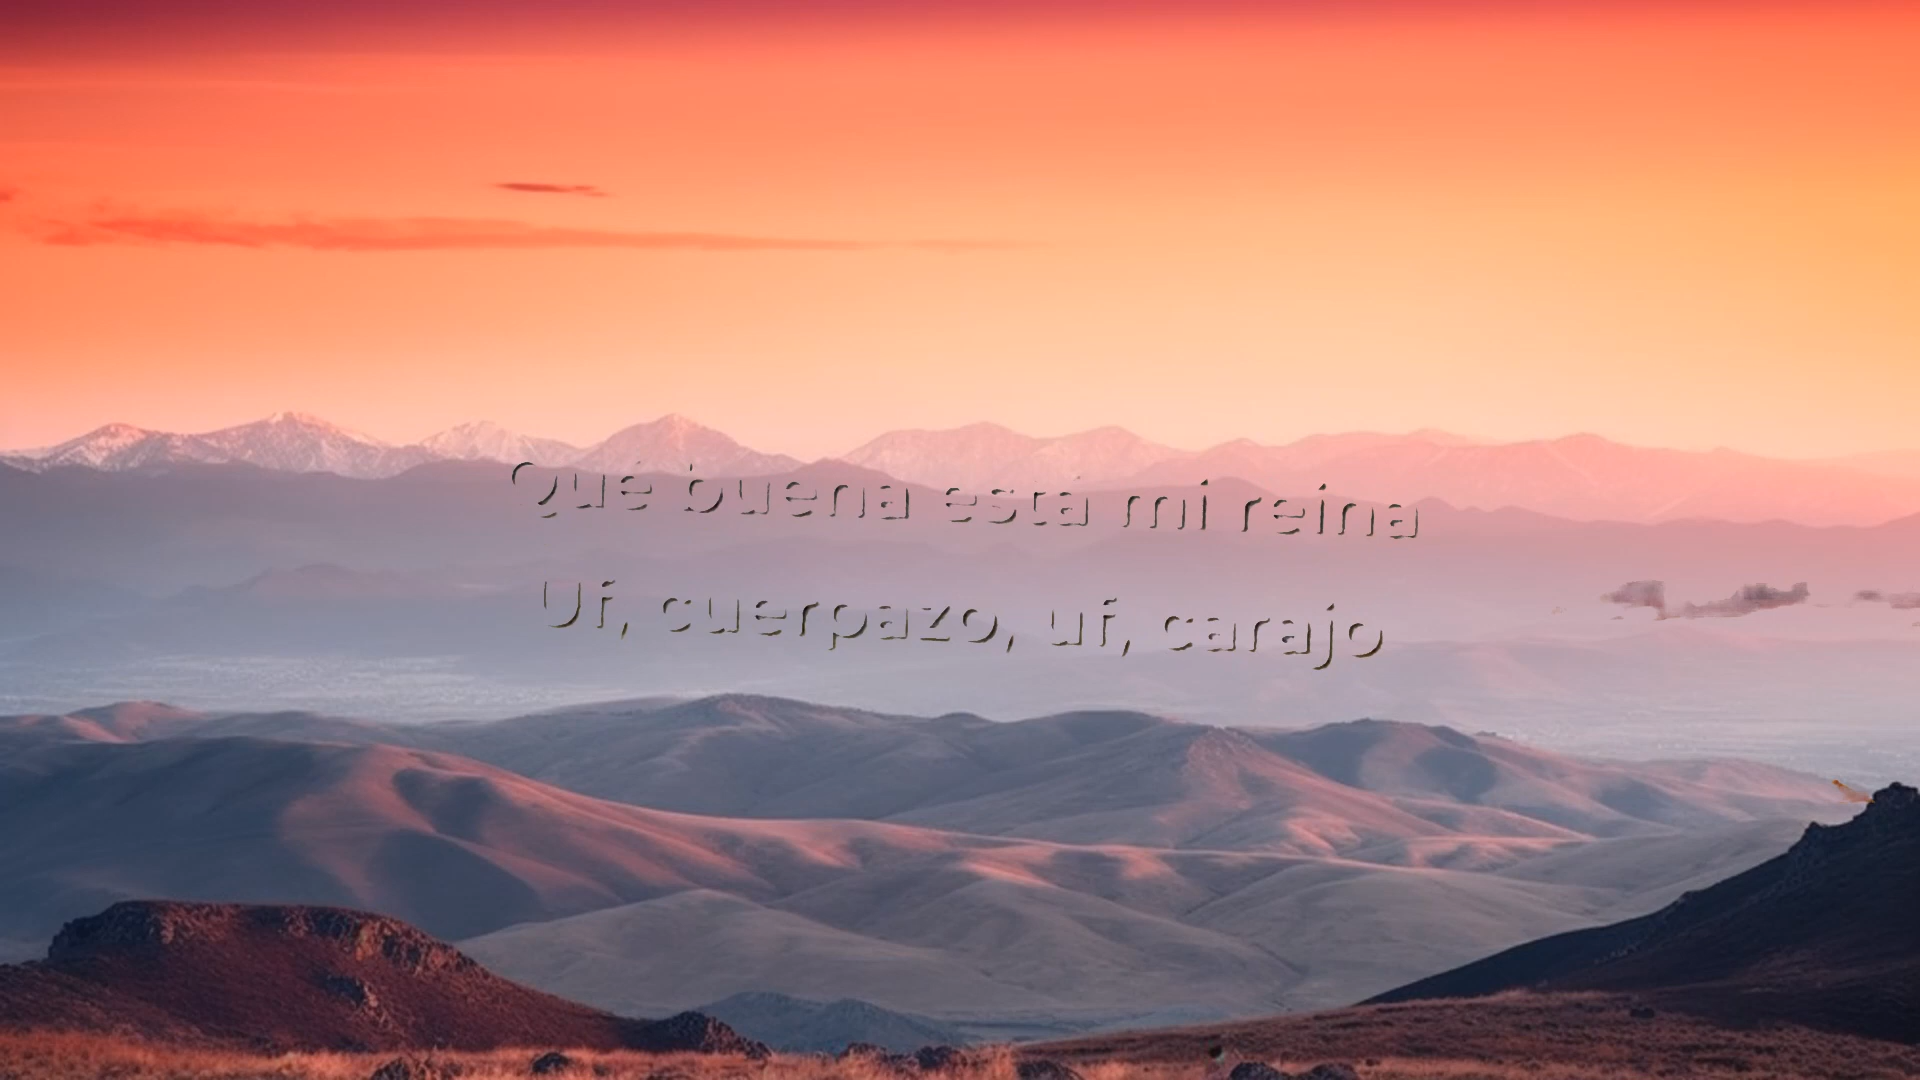 Qué buena está mi reina
Uf, cuerpazo, uf, carajo